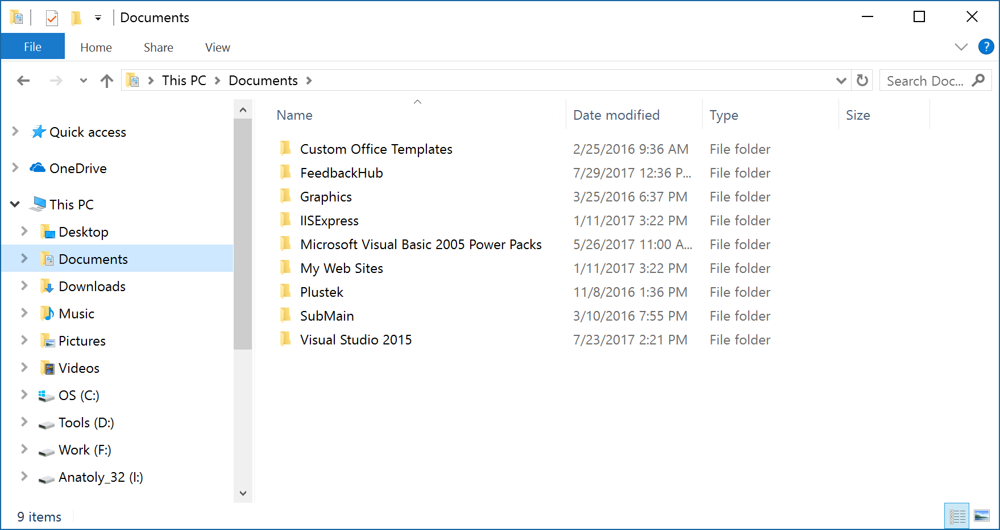 Documents
File Home Share View ?
This PC Documents Search Doc...
Name Date modified Type Size
Quick access
OneDrive
This PC
Desktop
Documents
Downloads
Music
Pictures
Videos
OS (C:)
Tools (D:)
Work (F:)
Anatoly_32 (I:)
Custom Office Templates 2/25/2016 9:36 AM File folder
FeedbackHub 7/29/2017 12:36 P... File folder
Graphics 3/25/2016 6:37 PM File folder
IISExpress 1/11/2017 3:22 PM File folder
Microsoft Visual Basic 2005 Power Packs 5/26/2017 11:00 A... File folder
My Web Sites 1/11/2017 3:22 PM File folder
Plustek 11/8/2016 1:36 PM File folder
SubMain 3/10/2016 7:55 PM File folder
Visual Studio 2015 7/23/2017 2:21 PM File folder
9 items